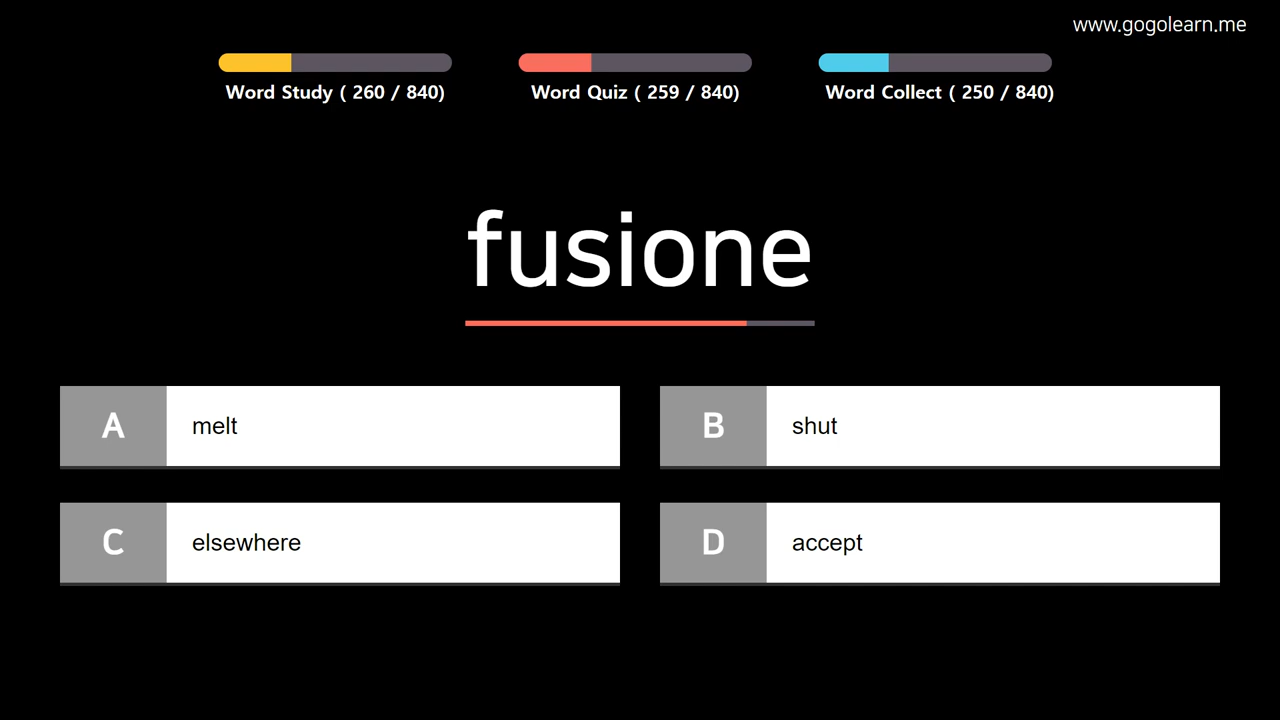 www.gogolearn.me
Word Study ( 260 / 840)
Word Quiz ( 259 / 840)
Word Collect ( 250 / 840)
fusione
A melt
B shut
C elsewhere
D accept